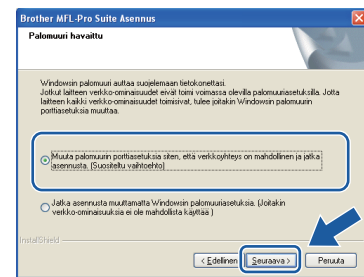 Brother MFL-Pro Suite Asennus
Palomuuri havaittu
Windowsin palomuuri auttaa suojelemaan tietokonettasi.
Jotkut laitteen verkko-ominaisuudet eivät toimi voimassa olevilla palomuuriasetuksilla. Jotta
laitteen kaikki verkko-ominaisuudet toimisivat, tulee joitakin Windowsin palomuurin
porttiasetuksia muuttaa.
Muuta palomuurin porttiasetuksia siten, että verkkoyhteys on mahdollinen ja jatka
asennusta. (Suositeltu vaihtoehto)
Jatka asennusta muuttamatta Windowsin palomuuriasetuksia. (Joitakin
verkko-ominaisuuksia ei ole mahdollista käyttää )
InstallShield
< Edellinen Seuraava > Peruuta